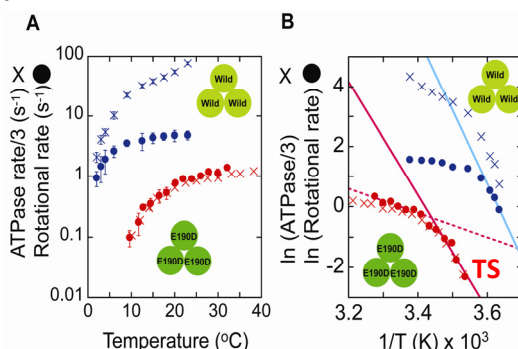 A
ATPase rate/3 (s⁻¹)
Rotational rate (s⁻¹)
100
10
1
0.1
0.01
0 10 20 30 40
Temperature (ºC)
Wild
Wild Wild
E190D
E190D E190D
B
ln (ATPase/3)
ln (Rotational rate)
4
2
0
-2
3.2 3.4 3.6
1/T (K) x 10³
Wild
Wild Wild
E190D
E190D E190D
TS